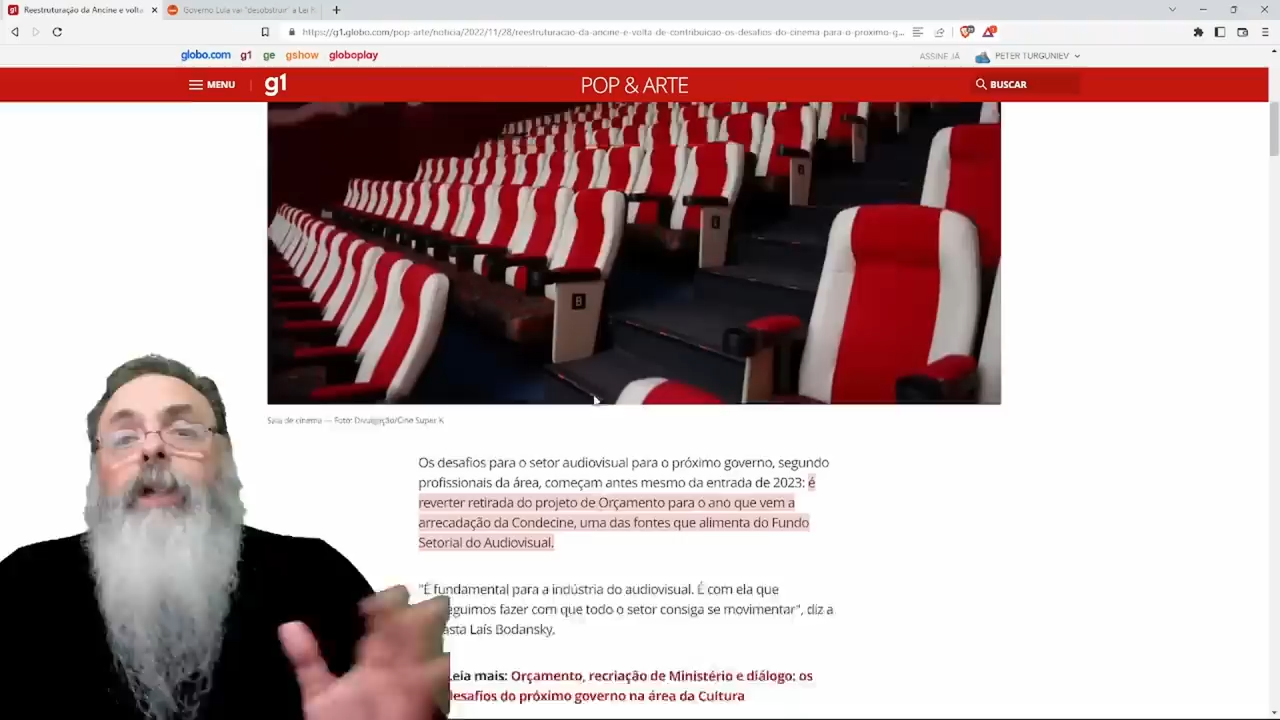 Reestruturação da Ancine e volta
Governo Lula vai "desobstruir" a Lei
https://g1.globo.com/pop-arte/noticia/2022/11/28/reestruturacao-da-ancine-e-volta-de-contribuicao-os-desafios-do-cinema-para-o-proximo-g...
globo.com g1 ge gshow globoplay
ASSINE JÁ
PETER TURGUNIEV
MENU
g1
POP & ARTE
BUSCAR
B
Sala de cinema — Foto: Divulgação/Cine Super K
Os desafios para o setor audiovisual para o próximo governo, segundo
profissionais da área, começam antes mesmo da entrada de 2023: é
reverter retirada do projeto de Orçamento para o ano que vem a
arrecadação da Condecine, uma das fontes que alimenta do Fundo
Setorial do Audiovisual.
"É fundamental para a indústria do audiovisual. É com ela que
eguimos fazer com que todo o setor consiga se movimentar", diz a
asta Laís Bodansky.
Leia mais: Orçamento, recriação de Ministério e diálogo: os
desafios do próximo governo na área da Cultura